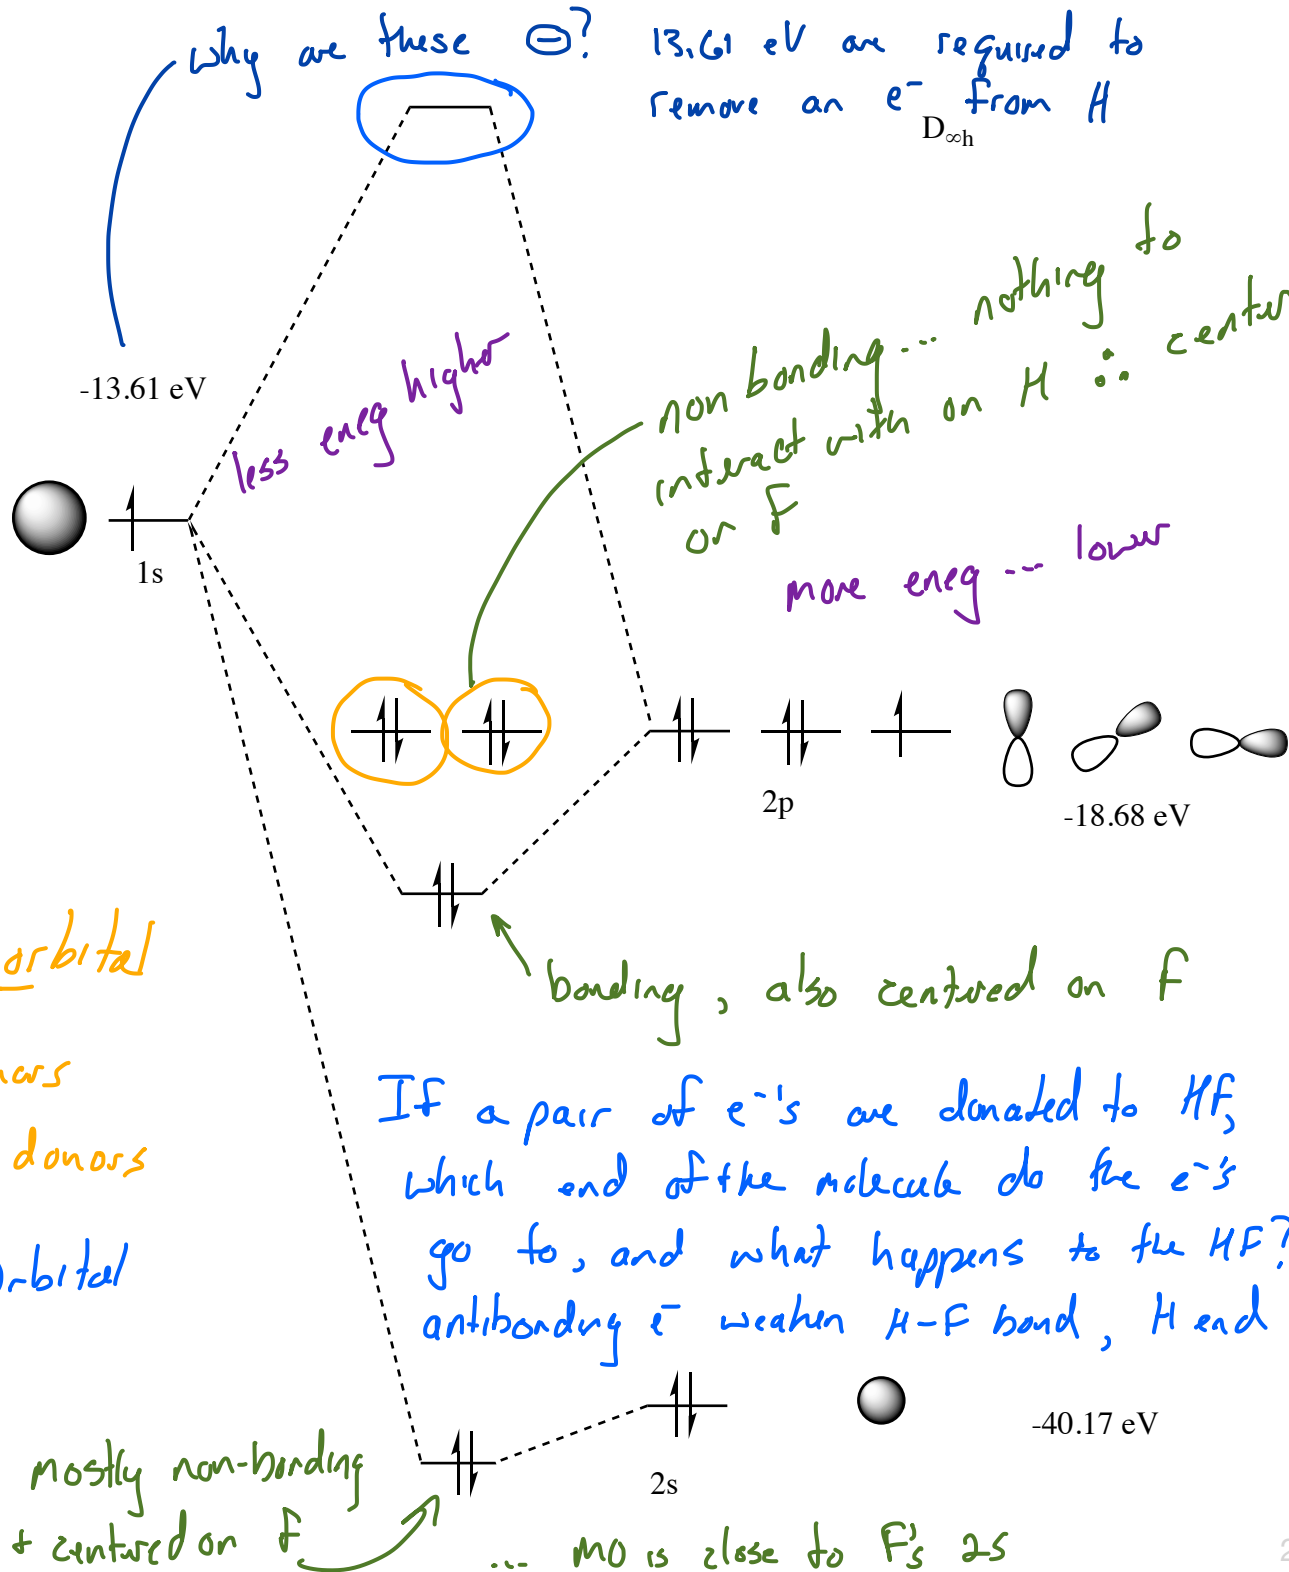 why are these ⊖? 13.61 eV are required to
remove an e⁻ from H
D∞h
-13.61 eV
less eneg higher
non bonding... nothing to
interact with on H ∴ center
on F
more eneg ... lower
1s
2p
-18.68 eV
orbital
bonding, also centured on F
donors
orbital
If a pair of e⁻'s are donated to HF,
which end of the molecule do the e⁻'s
go to, and what happens to the HF?
antibonding e⁻ weaken H-F bond, H end
-40.17 eV
2s
mostly non-bonding
+ centured on F
... MO is close to F's 2s
2